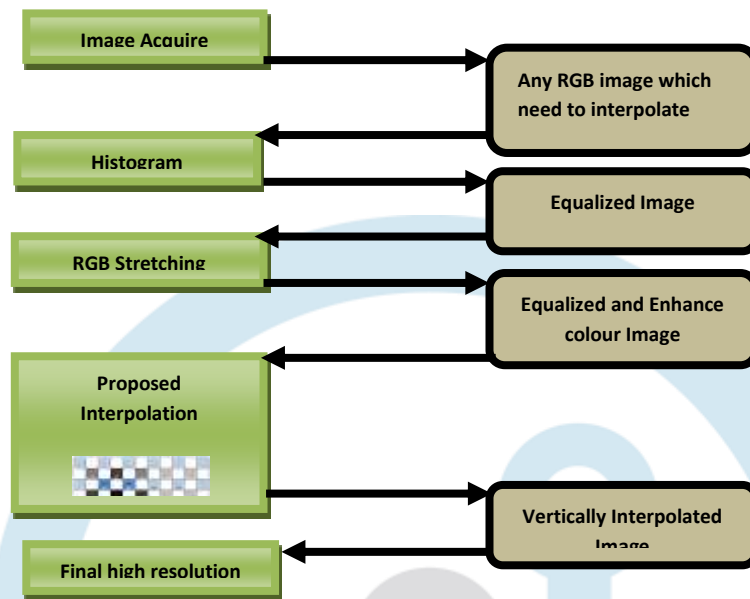 Image Acquire
Any RGB image which
need to interpolate
Histogram
Equalized Image
RGB Stretching
Equalized and Enhance
colour Image
Proposed
Interpolation
Vertically Interpolated
Image
Final high resolution